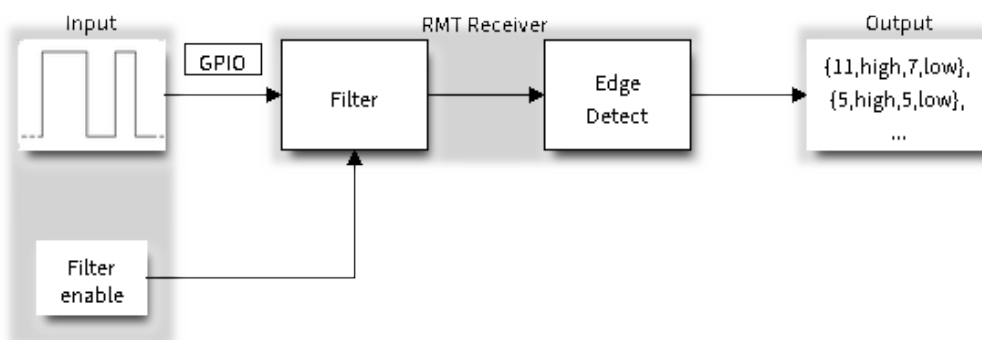 Input
RMT Receiver
Output
GPIO
Filter
Edge
Detect
{11,high,7,low},
{5,high,5,low},
...
Filter
enable